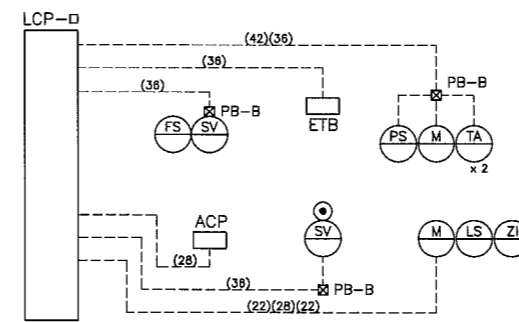 LCP-□
(42)(36)
(36)
(36)
PB-B
PB-B
FS SV
ETB
PS M TA
x 2
ACP
SV
M LS ZI
(28)
(36)
PB-B
(22)(28)(22)